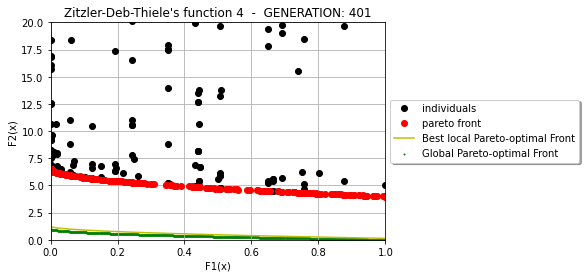 Zitzler-Deb-Thiele's function 4  -  GENERATION: 401
F2(x)
20.0
17.5
15.0
12.5
10.0
7.5
5.0
2.5
0.0
0.0 0.2 0.4 0.6 0.8 1.0
F1(x)
individuals
pareto front
Best local Pareto-optimal Front
Global Pareto-optimal Front